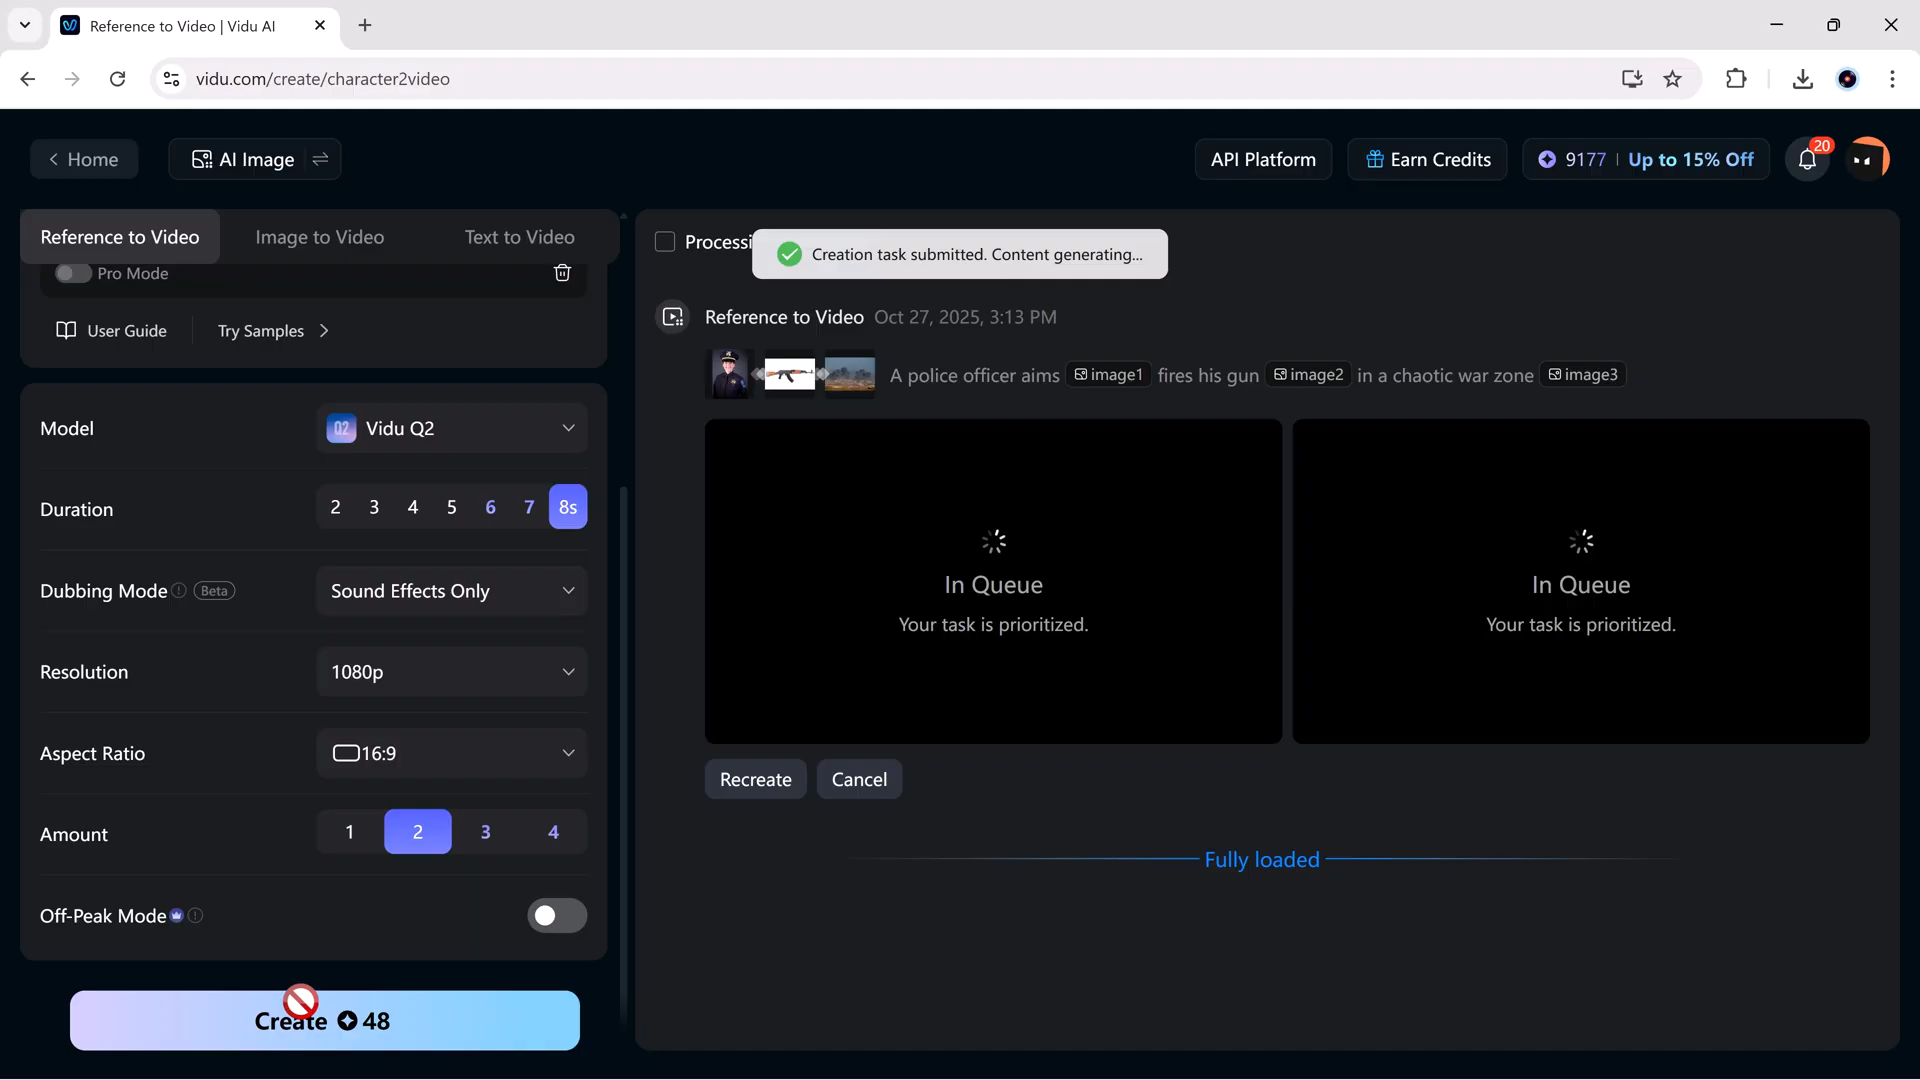 Reference to Video | Vidu AI
vidu.com/create/character2video
Home
AI Image
API Platform
Earn Credits
9177 | Up to 15% Off
20
Reference to Video
Image to Video
Text to Video
Pro Mode
User Guide
Try Samples
Model
Q2 Vidu Q2
Duration
2 3 4 5 6 7 8s
Dubbing Mode Beta
Sound Effects Only
Resolution
1080p
Aspect Ratio
16:9
Amount
1 2 3 4
Off-Peak Mode
Create 48
Processi
Creation task submitted. Content generating...
Reference to Video Oct 27, 2025, 3:13 PM
A police officer aims image1 fires his gun image2 in a chaotic war zone image3
In Queue
Your task is prioritized.
In Queue
Your task is prioritized.
Recreate
Cancel
Fully loaded